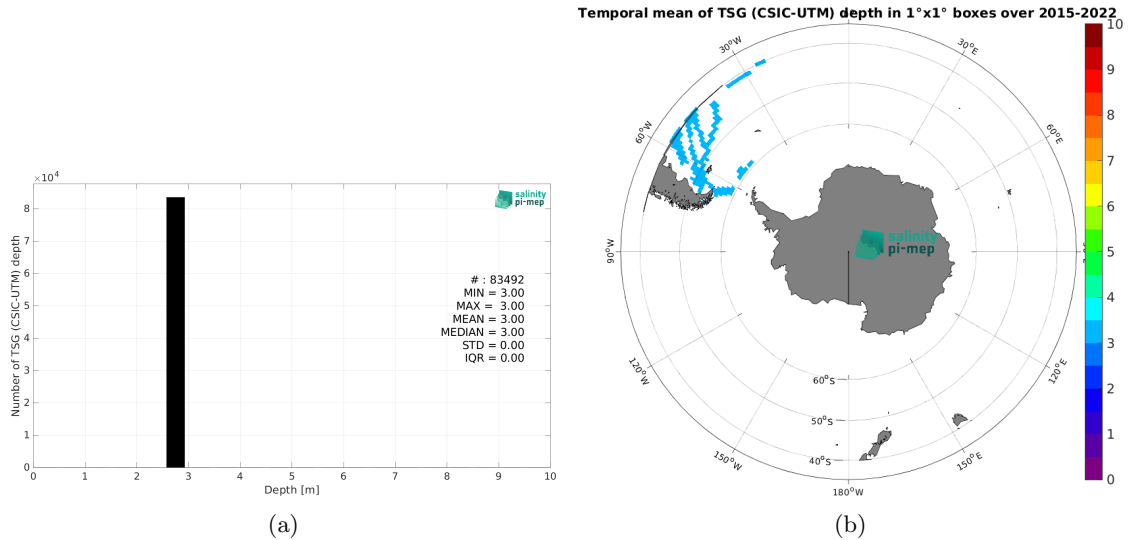 ×10⁴
8
7
6
5
4
3
2
1
0
Number of TSG (CSIC-UTM) depth
salinity
pi-mep
# : 83492
MIN = 3.00
MAX = 3.00
MEAN = 3.00
MEDIAN = 3.00
STD = 0.00
IQR = 0.00
0 1 2 3 4 5 6 7 8 9 10
Depth [m]
(a)
Temporal mean of TSG (CSIC-UTM) depth in 1°x1° boxes over 2015-2022
30°W
30°E
60°W
60°E
90°W
salinity
pi-mep
120°W
120°E
60°S
50°S
40°S
150°W
150°E
180°W
10
9
8
7
6
5
4
3
2
1
0
(b)